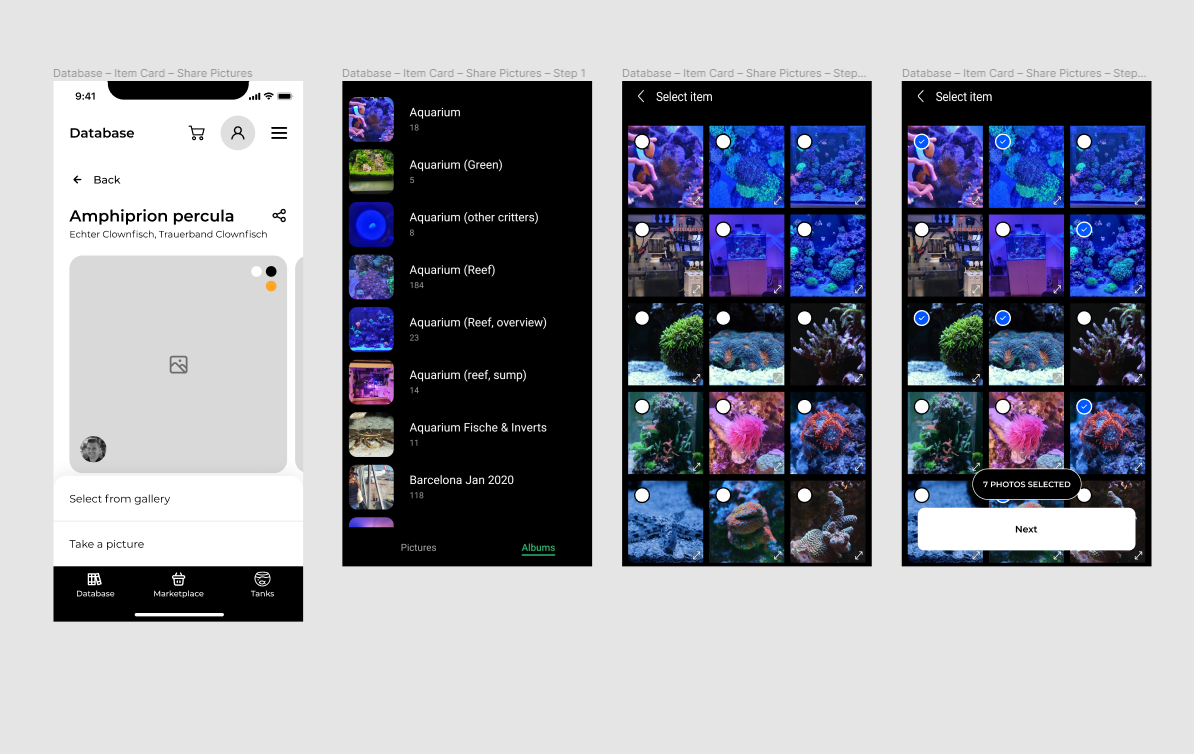 Database – Item Card – Share Pictures
9:41
Database
Back
Amphiprion percula
Echter Clownfisch, Trauerband Clownfisch
Select from gallery
Take a picture
Database
Marketplace
Tanks
Database – Item Card – Share Pictures – Step 1
Aquarium
18
Aquarium (Green)
5
Aquarium (other critters)
8
Aquarium (Reef)
184
Aquarium (Reef, overview)
23
Aquarium (reef, sump)
14
Aquarium Fische & Inverts
11
Barcelona Jan 2020
118
Pictures
Albums
Database – Item Card – Share Pictures – Step...
Select item
Database – Item Card – Share Pictures – Step...
Select item
7 PHOTOS SELECTED
Next